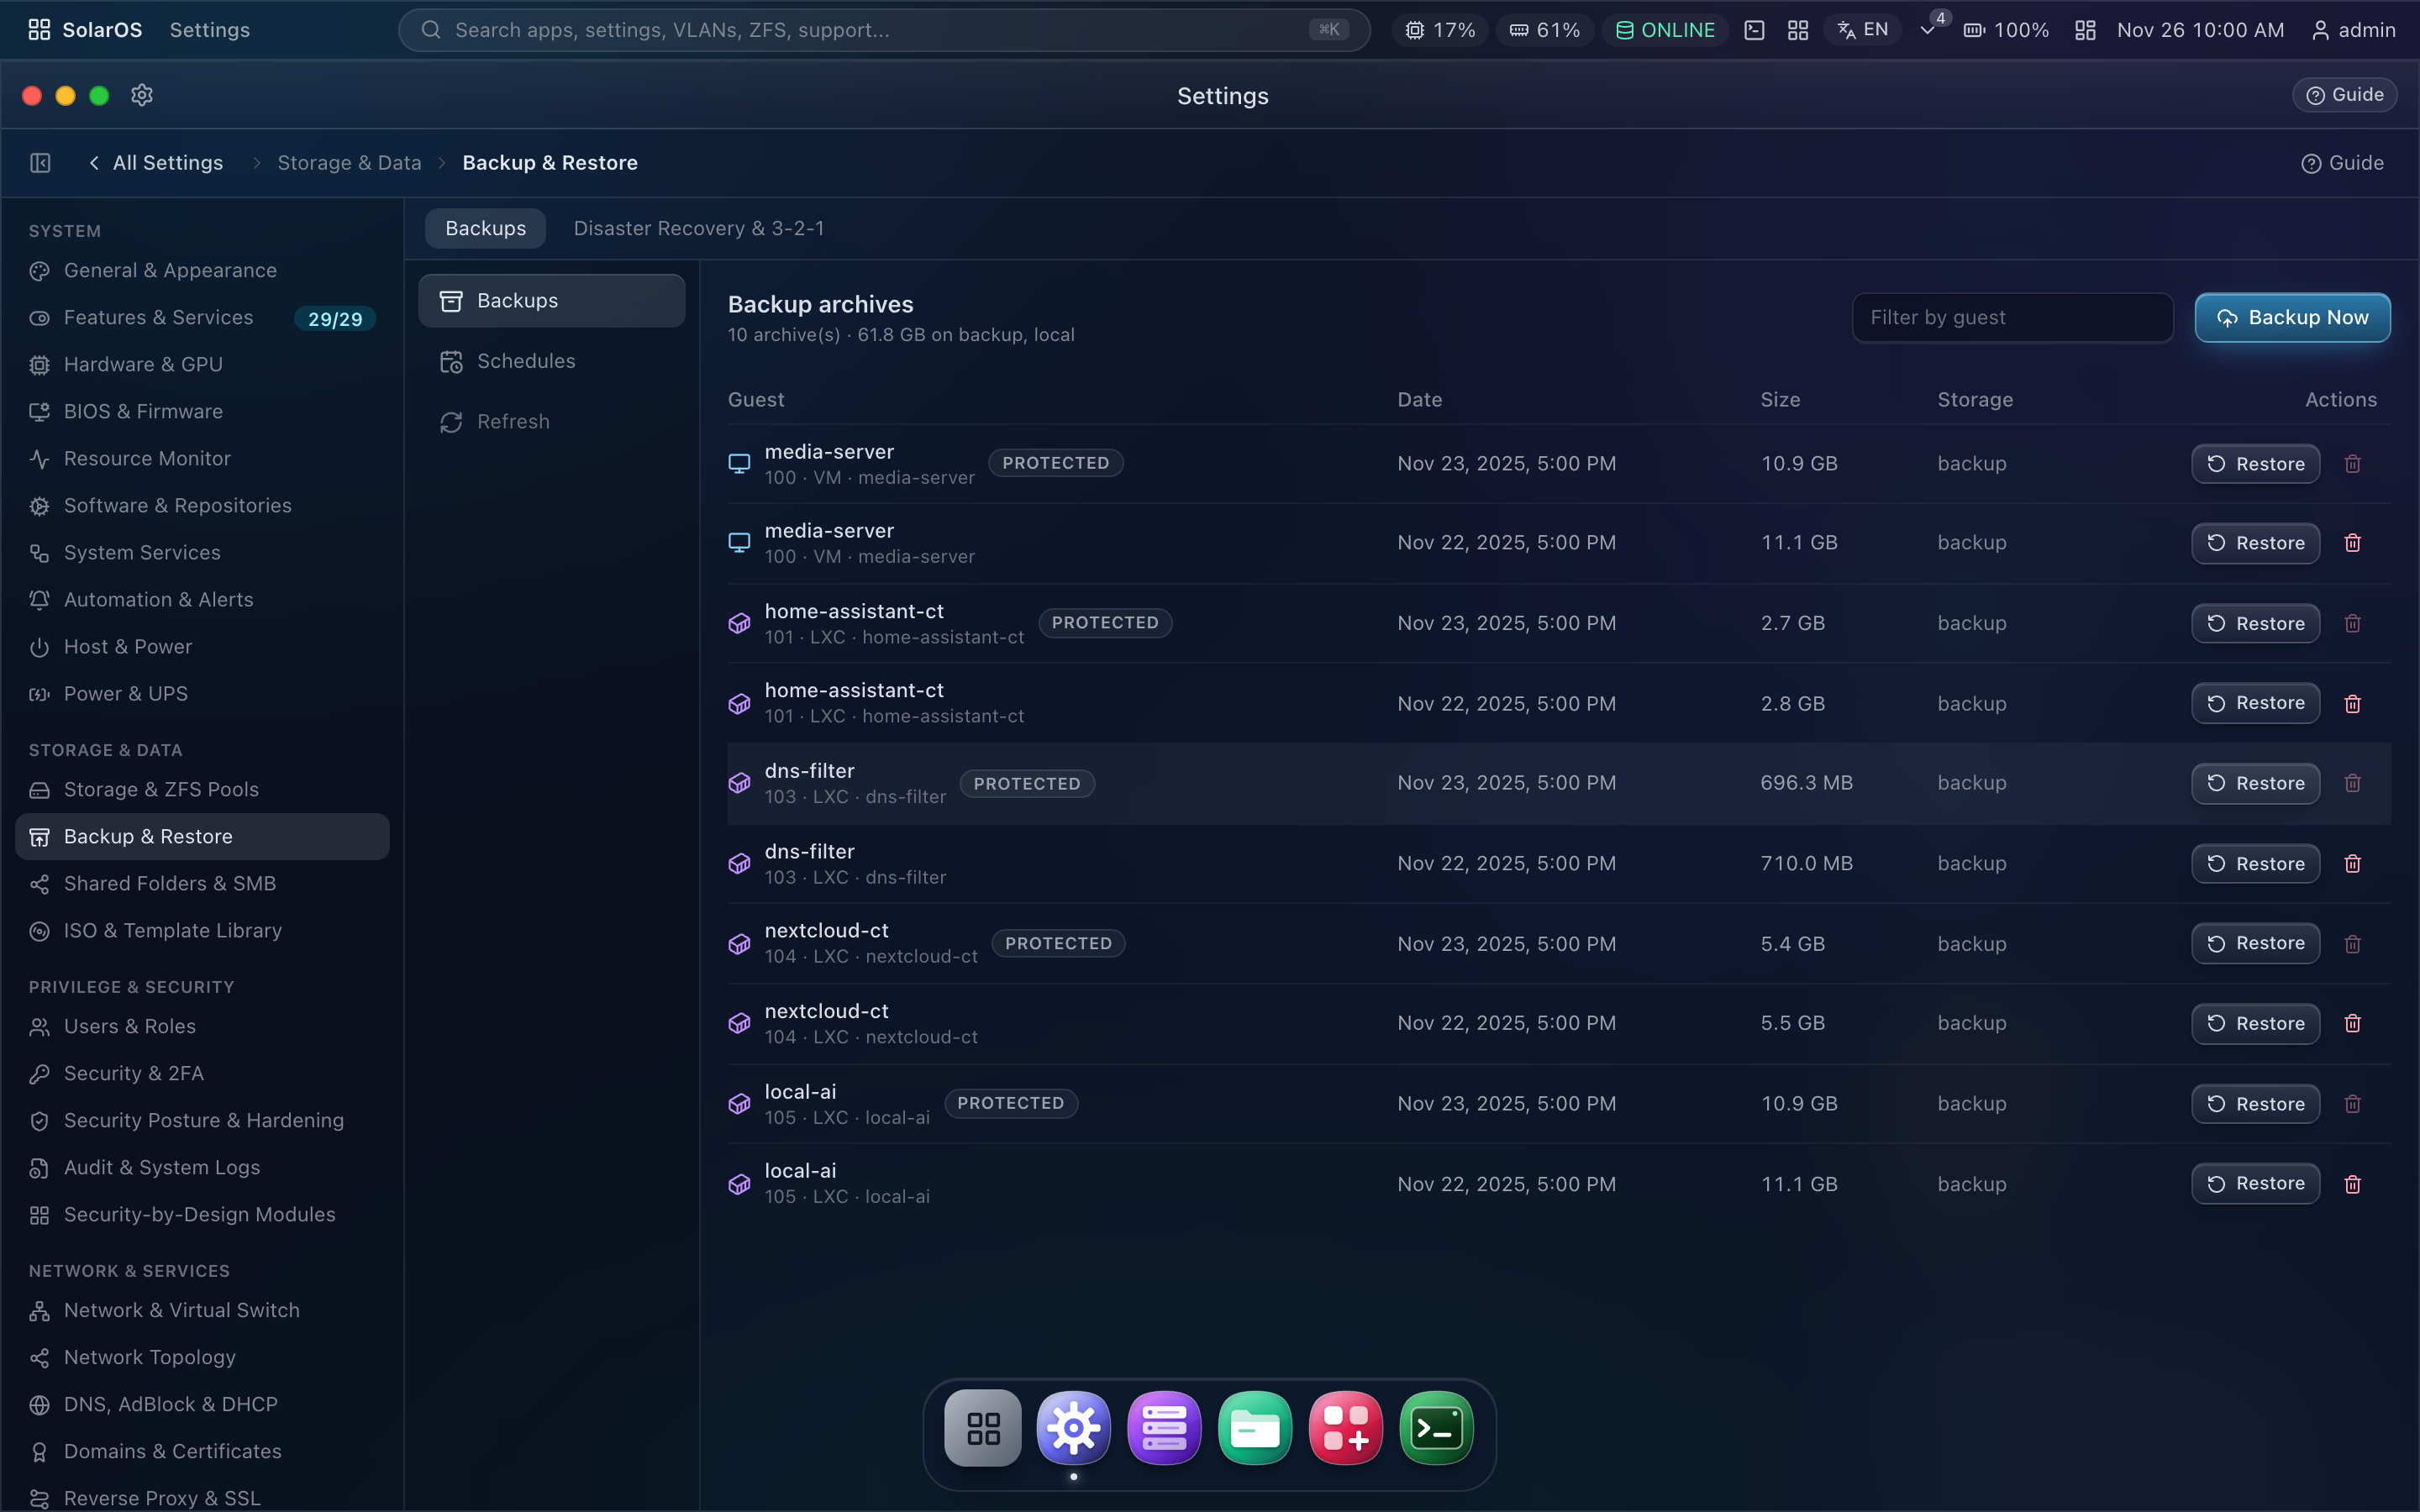 SolarOS
Settings
Search apps, settings, VLANs, ZFS, support...
⌘K
17%
61%
ONLINE
EN
4
100%
Nov 26 10:00 AM
admin
Settings
Guide
All Settings
Storage & Data
Backup & Restore
Guide
SYSTEM
General & Appearance
Features & Services
29/29
Hardware & GPU
BIOS & Firmware
Resource Monitor
Software & Repositories
System Services
Automation & Alerts
Host & Power
Power & UPS
STORAGE & DATA
Storage & ZFS Pools
Backup & Restore
Shared Folders & SMB
ISO & Template Library
PRIVILEGE & SECURITY
Users & Roles
Security & 2FA
Security Posture & Hardening
Audit & System Logs
Security-by-Design Modules
NETWORK & SERVICES
Network & Virtual Switch
Network Topology
DNS, AdBlock & DHCP
Domains & Certificates
Reverse Proxy & SSL
Backups
Disaster Recovery & 3-2-1
Backups
Schedules
Refresh
Backup archives
10 archive(s) · 61.8 GB on backup, local
Filter by guest
Backup Now
Guest Date Size Storage Actions
media-server
100 · VM · media-server
PROTECTED
Nov 23, 2025, 5:00 PM 10.9 GB backup Restore
media-server
100 · VM · media-server
Nov 22, 2025, 5:00 PM 11.1 GB backup Restore
home-assistant-ct
101 · LXC · home-assistant-ct
PROTECTED
Nov 23, 2025, 5:00 PM 2.7 GB backup Restore
home-assistant-ct
101 · LXC · home-assistant-ct
Nov 22, 2025, 5:00 PM 2.8 GB backup Restore
dns-filter
103 · LXC · dns-filter
PROTECTED
Nov 23, 2025, 5:00 PM 696.3 MB backup Restore
dns-filter
103 · LXC · dns-filter
Nov 22, 2025, 5:00 PM 710.0 MB backup Restore
nextcloud-ct
104 · LXC · nextcloud-ct
PROTECTED
Nov 23, 2025, 5:00 PM 5.4 GB backup Restore
nextcloud-ct
104 · LXC · nextcloud-ct
Nov 22, 2025, 5:00 PM 5.5 GB backup Restore
local-ai
105 · LXC · local-ai
PROTECTED
Nov 23, 2025, 5:00 PM 10.9 GB backup Restore
local-ai
105 · LXC · local-ai
Nov 22, 2025, 5:00 PM 11.1 GB backup Restore